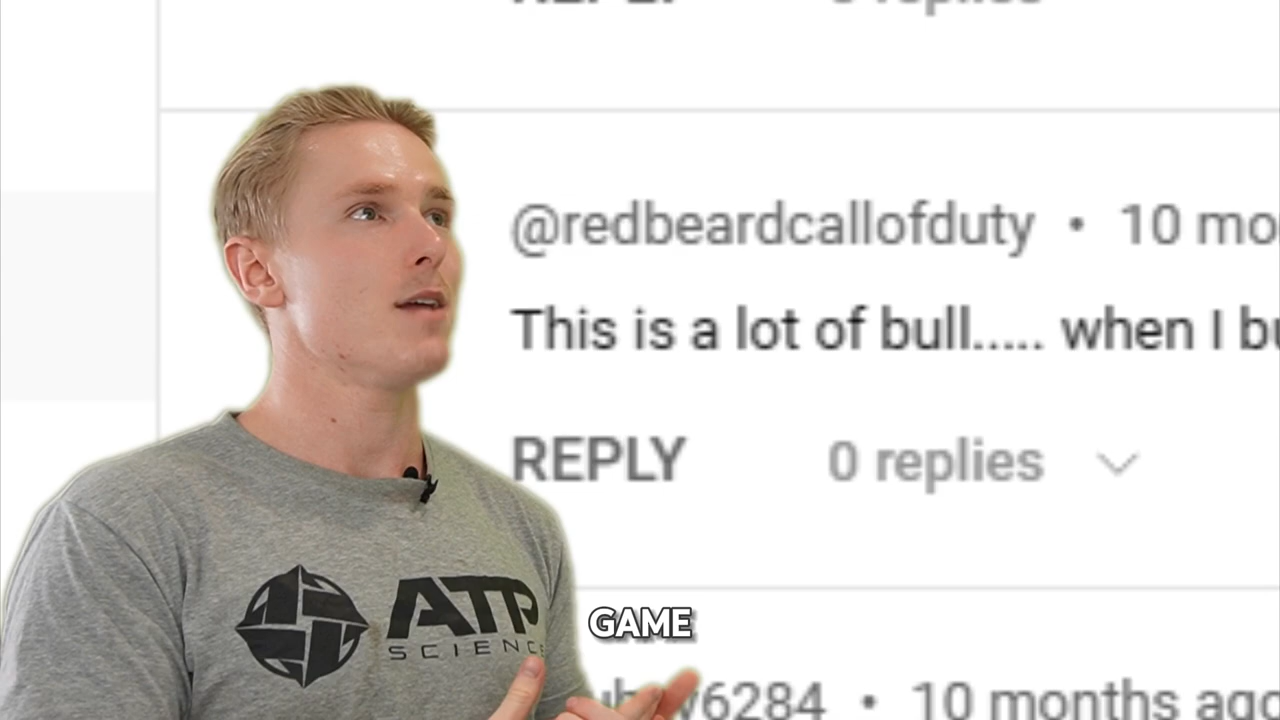 @redbeardcallofduty • 10 mo
This is a lot of bull..... when I bu
REPLY 0 replies
ATP
SCIENCE
GAME
6284 • 10 months ago